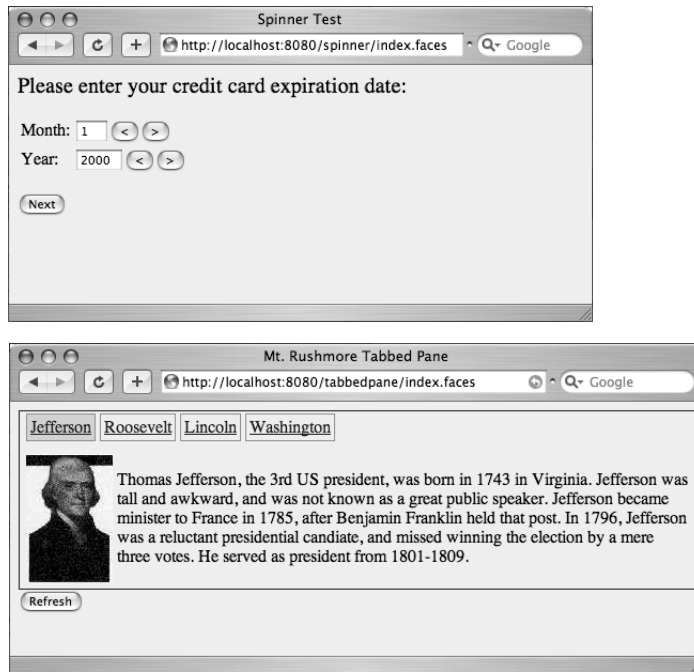 Spinner Test
http://localhost:8080/spinner/index.faces
Google
Please enter your credit card expiration date:
Month: 1 < >
Year: 2000 < >
Next
Mt. Rushmore Tabbed Pane
http://localhost:8080/tabbedpane/index.faces
Google
Jefferson Roosevelt Lincoln Washington
Thomas Jefferson, the 3rd US president, was born in 1743 in Virginia. Jefferson was
tall and awkward, and was not known as a great public speaker. Jefferson became
minister to France in 1785, after Benjamin Franklin held that post. In 1796, Jefferson
was a reluctant presidential candiate, and missed winning the election by a mere
three votes. He served as president from 1801-1809.
Refresh